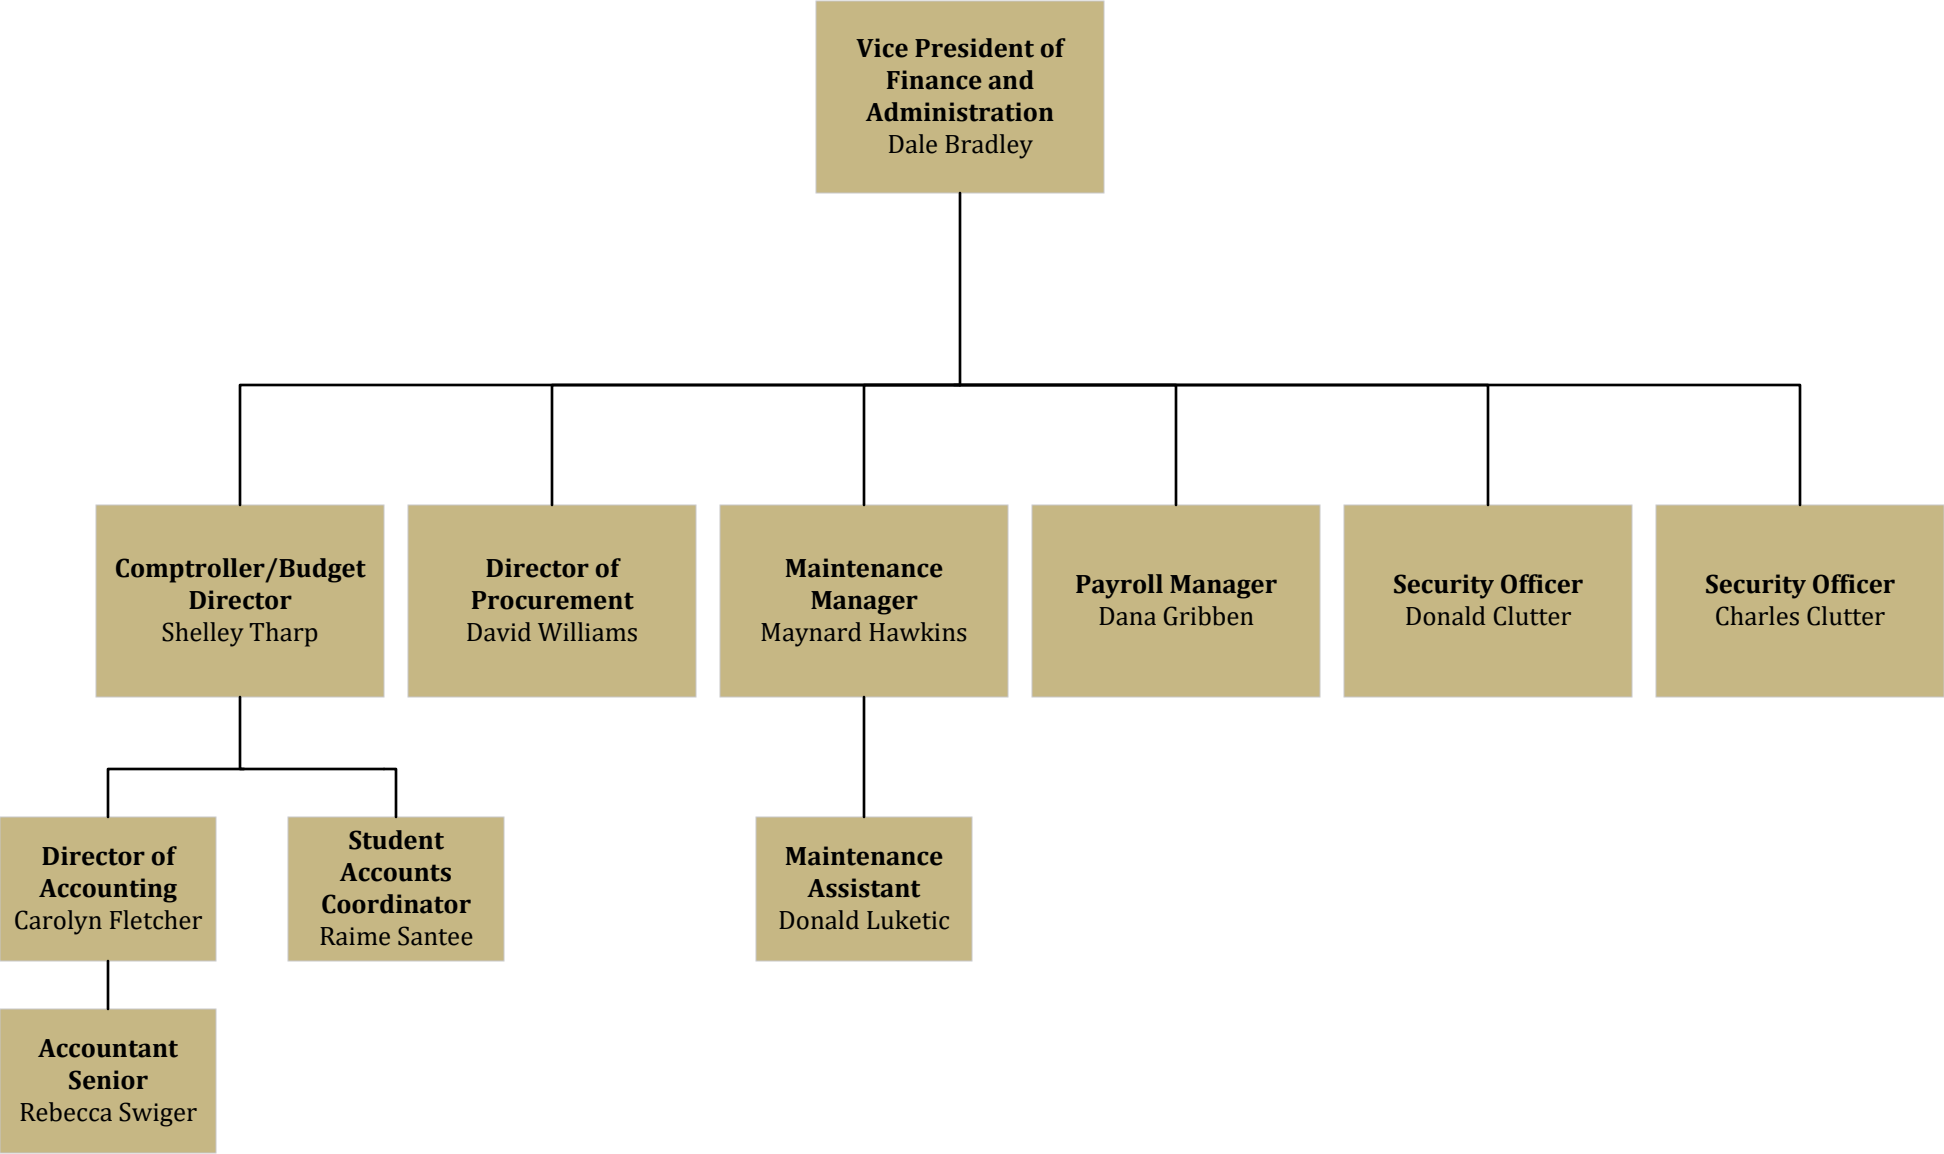 Vice President of
Finance and
Administration
Dale Bradley
Comptroller/Budget
Director
Shelley Tharp
Director of
Procurement
David Williams
Maintenance
Manager
Maynard Hawkins
Payroll Manager
Dana Gribben
Security Officer
Donald Clutter
Security Officer
Charles Clutter
Director of
Accounting
Carolyn Fletcher
Student
Accounts
Coordinator
Raime Santee
Maintenance
Assistant
Donald Luketic
Accountant
Senior
Rebecca Swiger